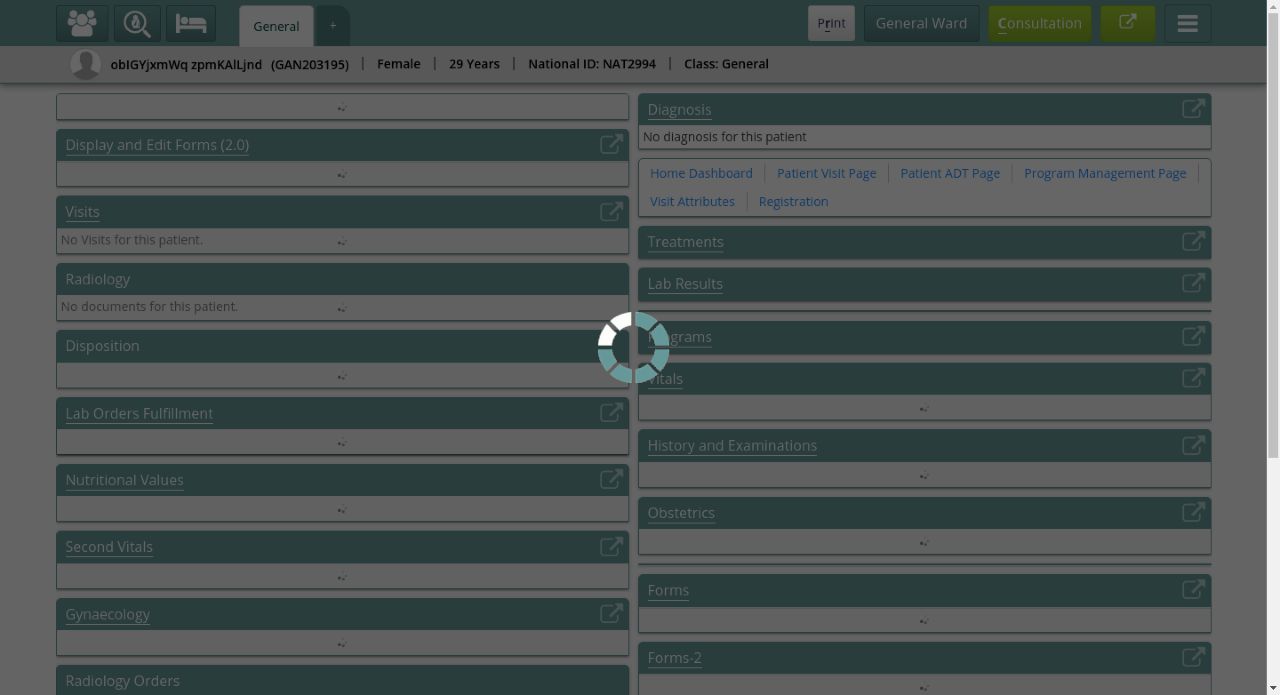 General
+
Print
General Ward
Consultation
obIGYjxmWq zpmKAlLjnd (GAN203195) | Female | 29 Years | National ID: NAT2994 | Class: General
Display and Edit Forms (2.0)
Visits
No Visits for this patient.
Radiology
No documents for this patient.
Disposition
Lab Orders Fulfillment
Nutritional Values
Second Vitals
Gynaecology
Radiology Orders
Diagnosis
No diagnosis for this patient
Home Dashboard | Patient Visit Page | Patient ADT Page | Program Management Page |
Visit Attributes | Registration
Treatments
Lab Results
Programs
Vitals
History and Examinations
Obstetrics
Forms
Forms-2